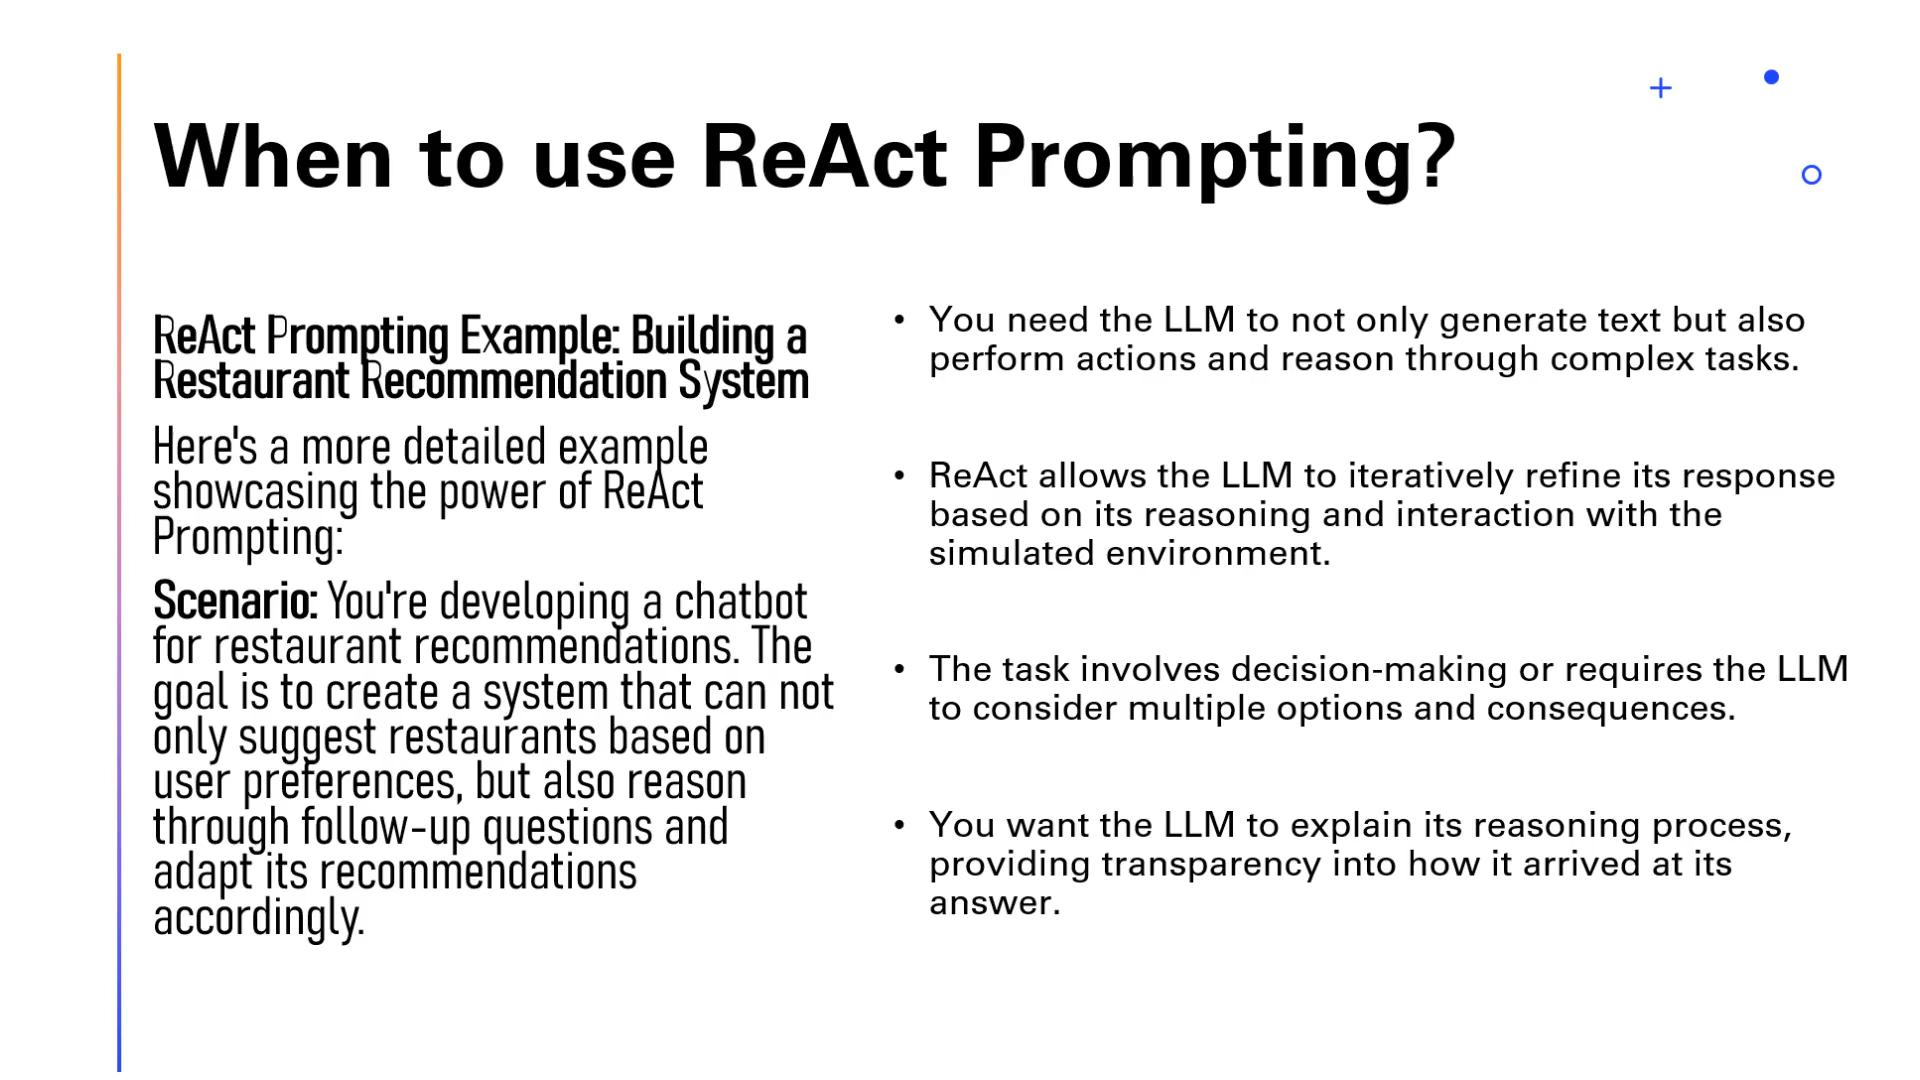 When to use ReAct Prompting?
ReAct Prompting Example: Building a
Restaurant Recommendation System
Here's a more detailed example
showcasing the power of ReAct
Prompting:
Scenario: You're developing a chatbot
for restaurant recommendations. The
goal is to create a system that can not
only suggest restaurants based on
user preferences, but also reason
through follow-up questions and
adapt its recommendations
accordingly.
• You need the LLM to not only generate text but also
perform actions and reason through complex tasks.
• ReAct allows the LLM to iteratively refine its response
based on its reasoning and interaction with the
simulated environment.
• The task involves decision-making or requires the LLM
to consider multiple options and consequences.
• You want the LLM to explain its reasoning process,
providing transparency into how it arrived at its
answer.